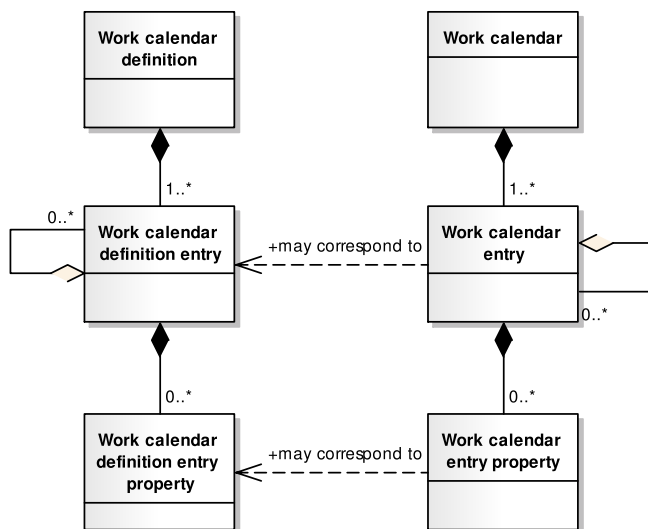 Work calendar
definition
Work calendar
1..*
1..*
0..*
Work calendar
definition entry
+may correspond to
Work calendar
entry
0..*
0..*
0..*
Work calendar
definition entry
property
+may correspond to
Work calendar
entry property